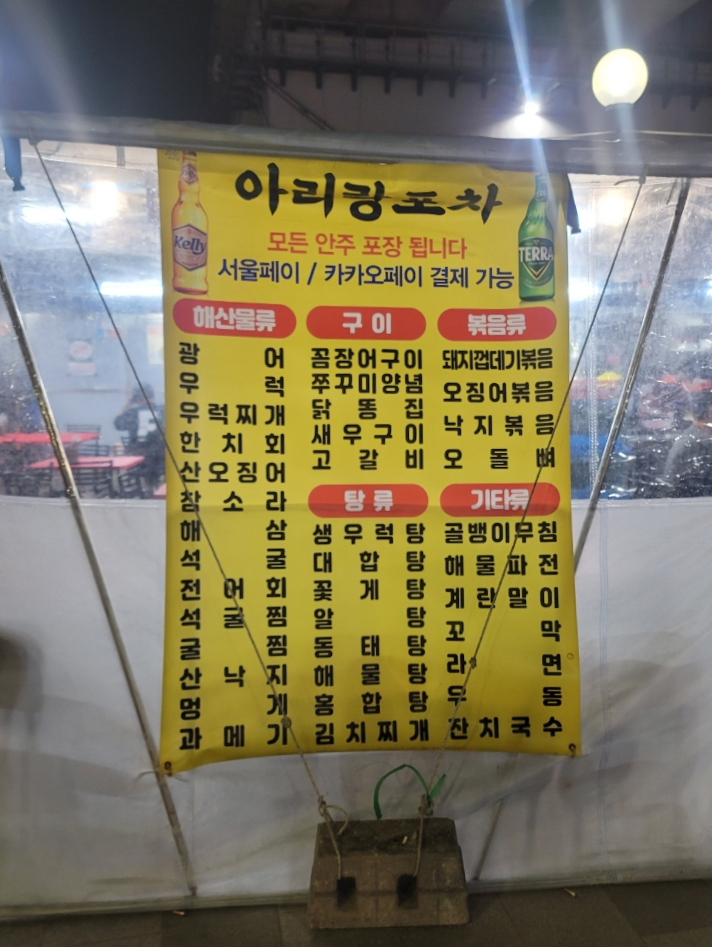 아리랑포차
Kelly
TERRA
모든 안주 포장 됩니다
서울페이 / 카카오페이 결제 가능
해산물류
광어
우럭
우럭찌개
한치회
산오징어
참소라
해삼
석굴
전어회
석굴찜
굴찜
산낙지
멍게
과메기
구이
꼼장어구이
쭈꾸미양념
닭똥집
새우구이
고갈비
탕류
생우럭탕
대합탕
꽃게탕
알탕
동태탕
해물탕
홍합탕
김치찌개
볶음류
돼지껍데기볶음
오징어볶음
낙지볶음
오돌뼈
기타류
골뱅이무침
해물파전
계란말이
꼬막
라면
우동
잔치국수